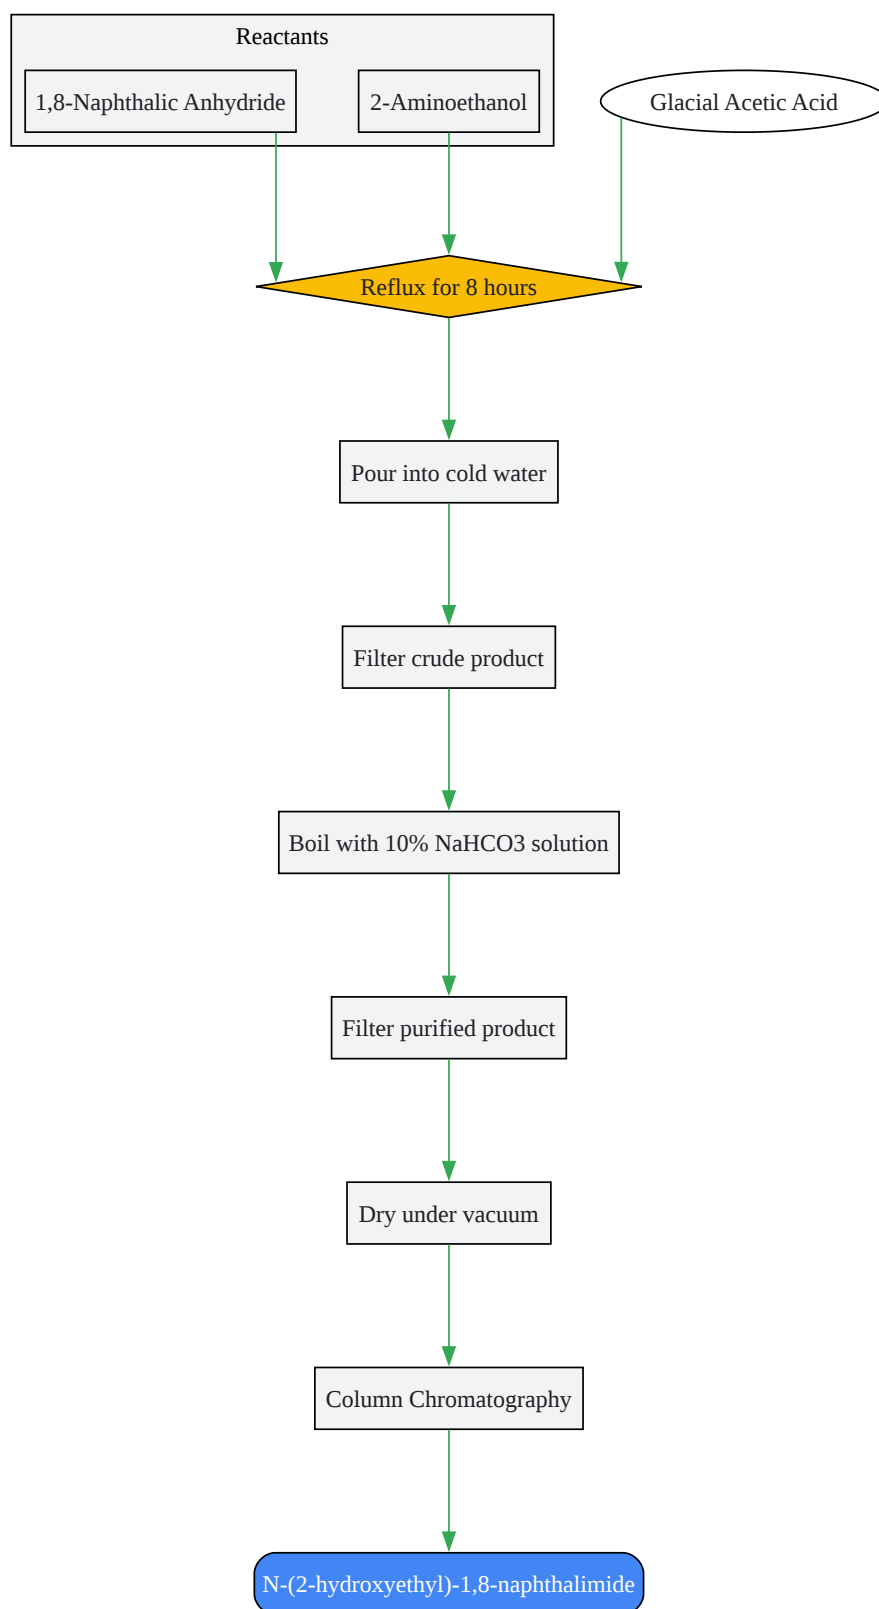 Reactants
1,8-Naphthalic Anhydride
2-Aminoethanol
Glacial Acetic Acid
Reflux for 8 hours
Pour into cold water
Filter crude product
Boil with 10% NaHCO3 solution
Filter purified product
Dry under vacuum
Column Chromatography
N-(2-hydroxyethyl)-1,8-naphthalimide